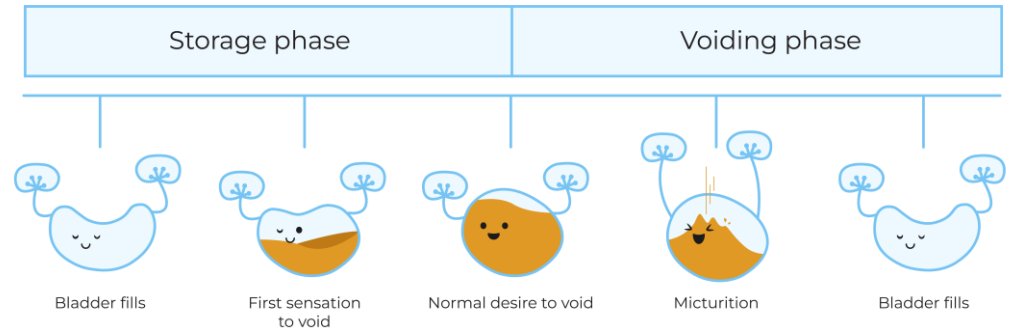 Storage phase
Voiding phase
Bladder fills
First sensation
to void
Normal desire to void
Micturition
Bladder fills